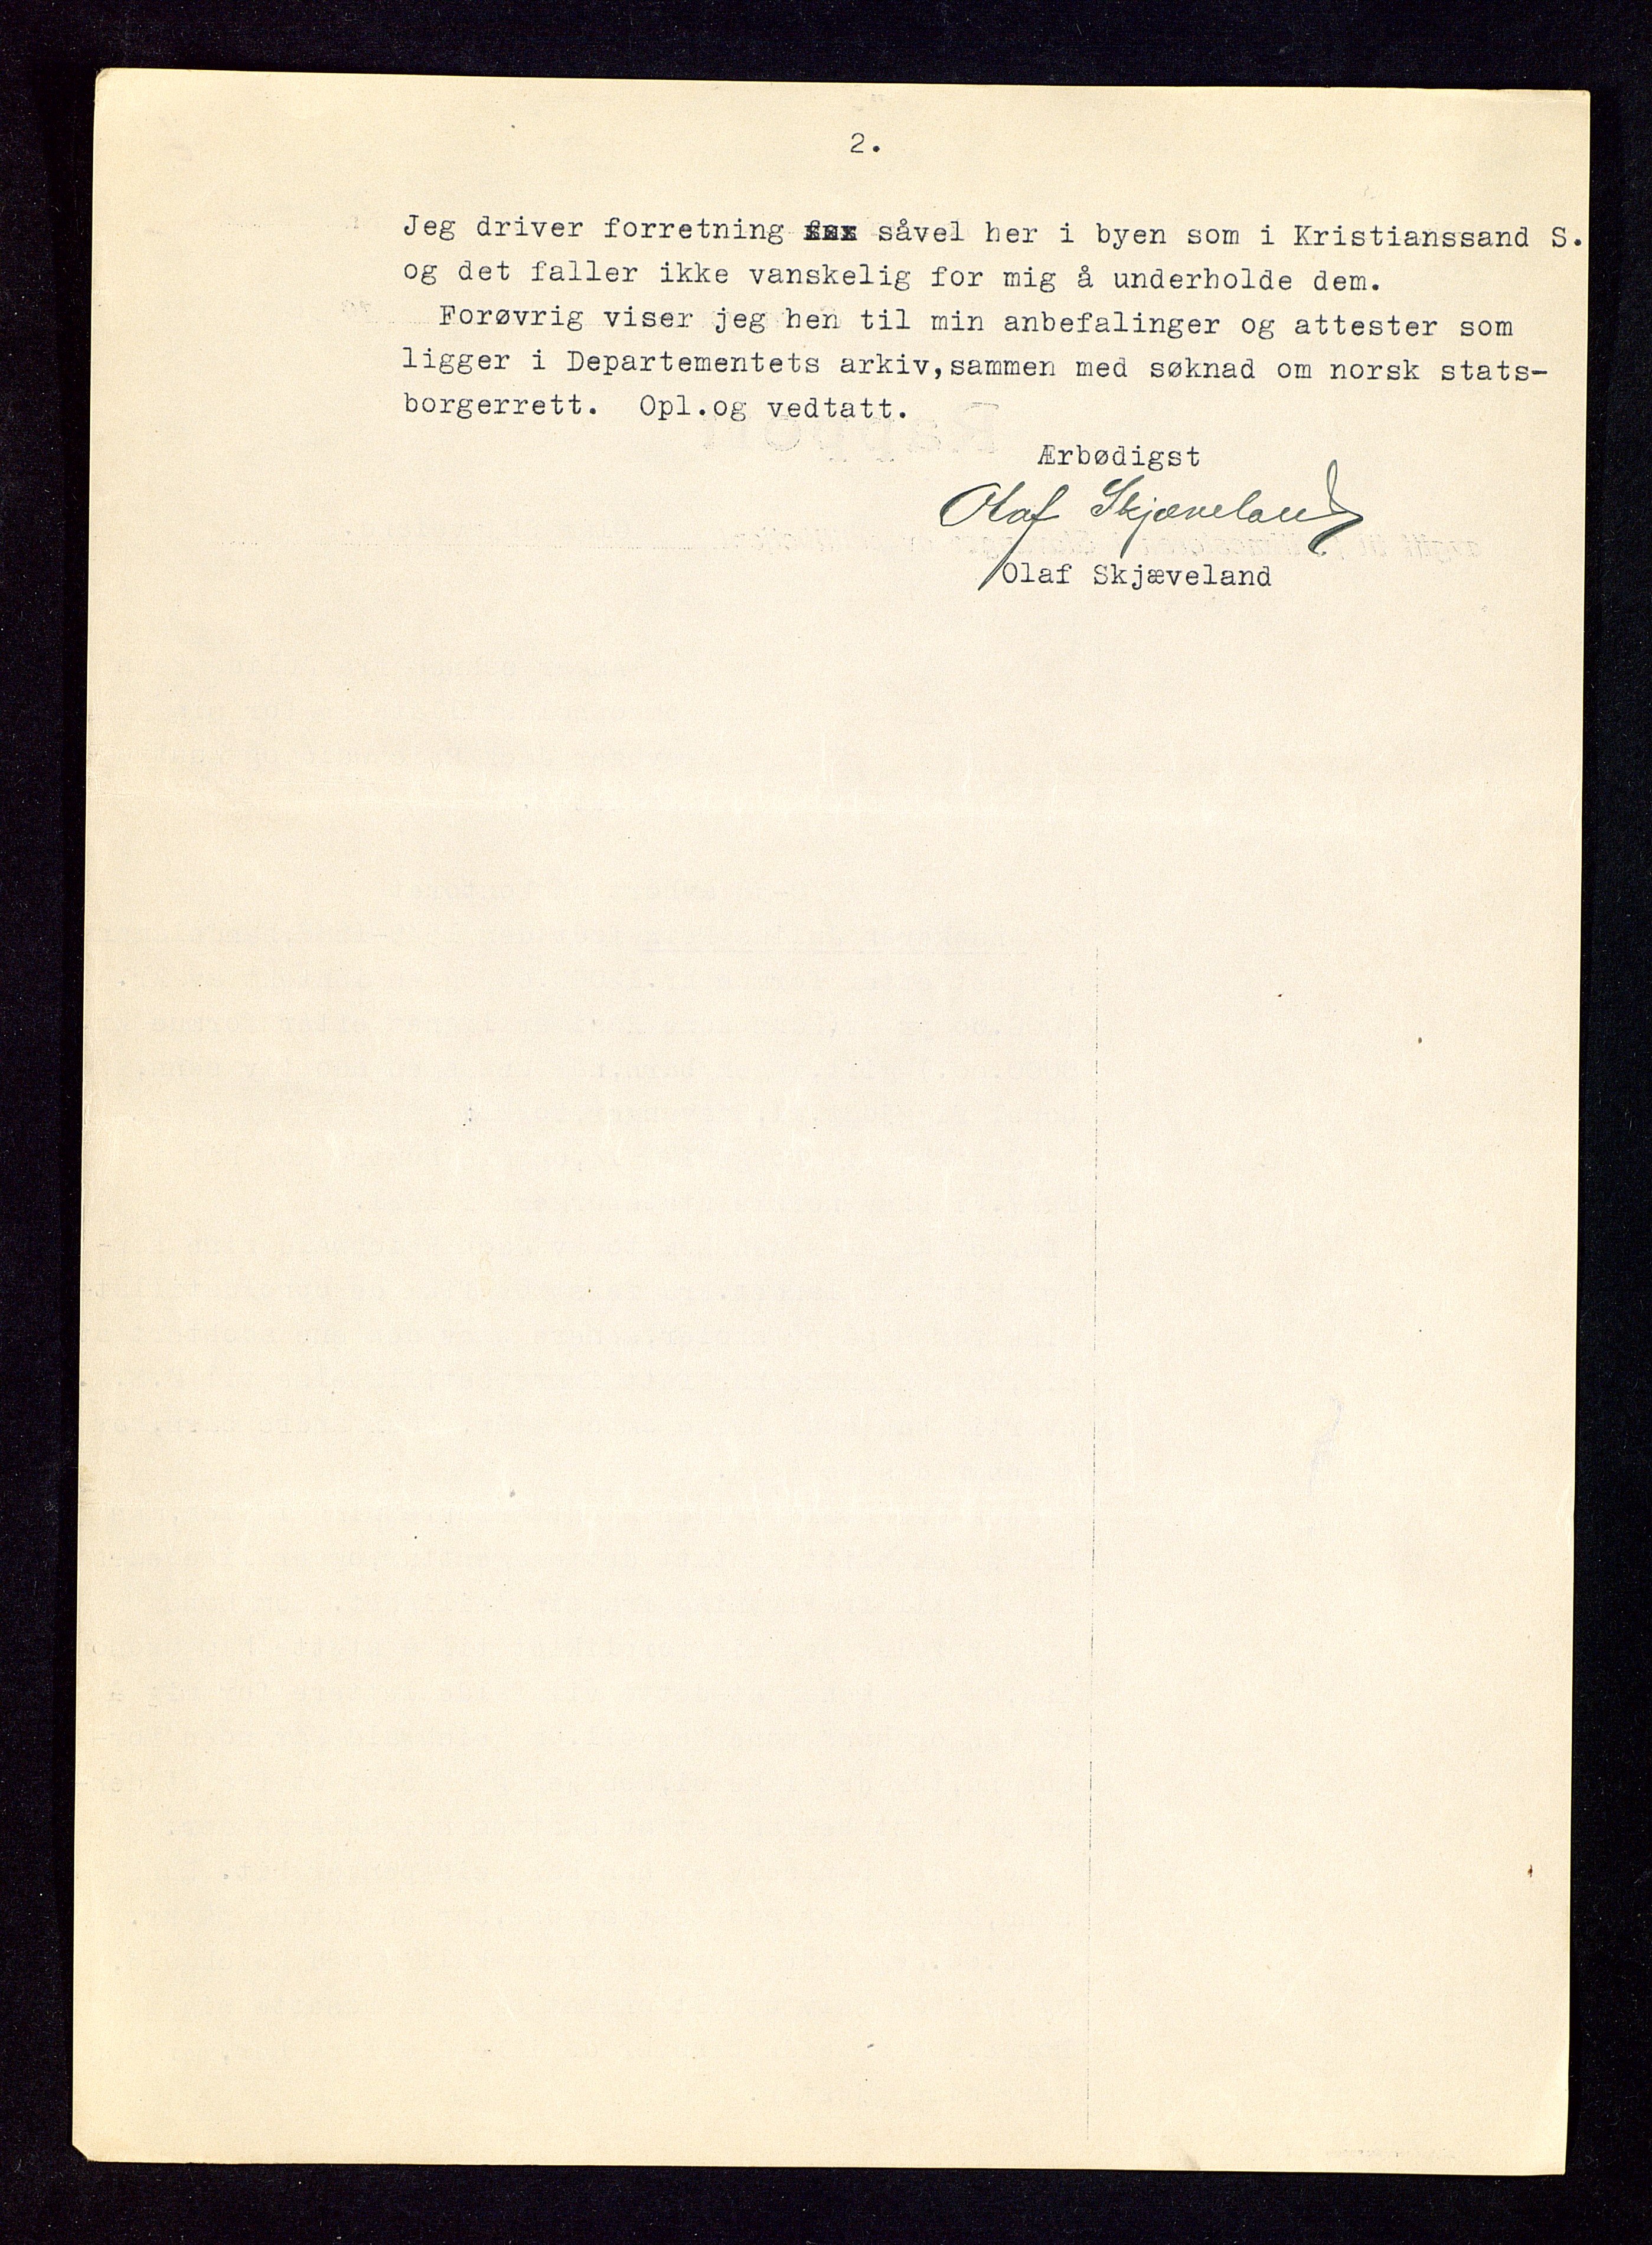 2.
Jeg driver forretning såvel her i byen som i Kristianssand S.
og det faller ikke vanskelig for mig å underholde dem.
Forøvrig viser jeg hen til min anbefalinger og attester som
ligger i Departementets arkiv,sammen med søknad om norsk stats-
borgerrett. Opl.og vedtatt.
Ærbødigst
Olaf Skjæveland
Olaf Skjæveland